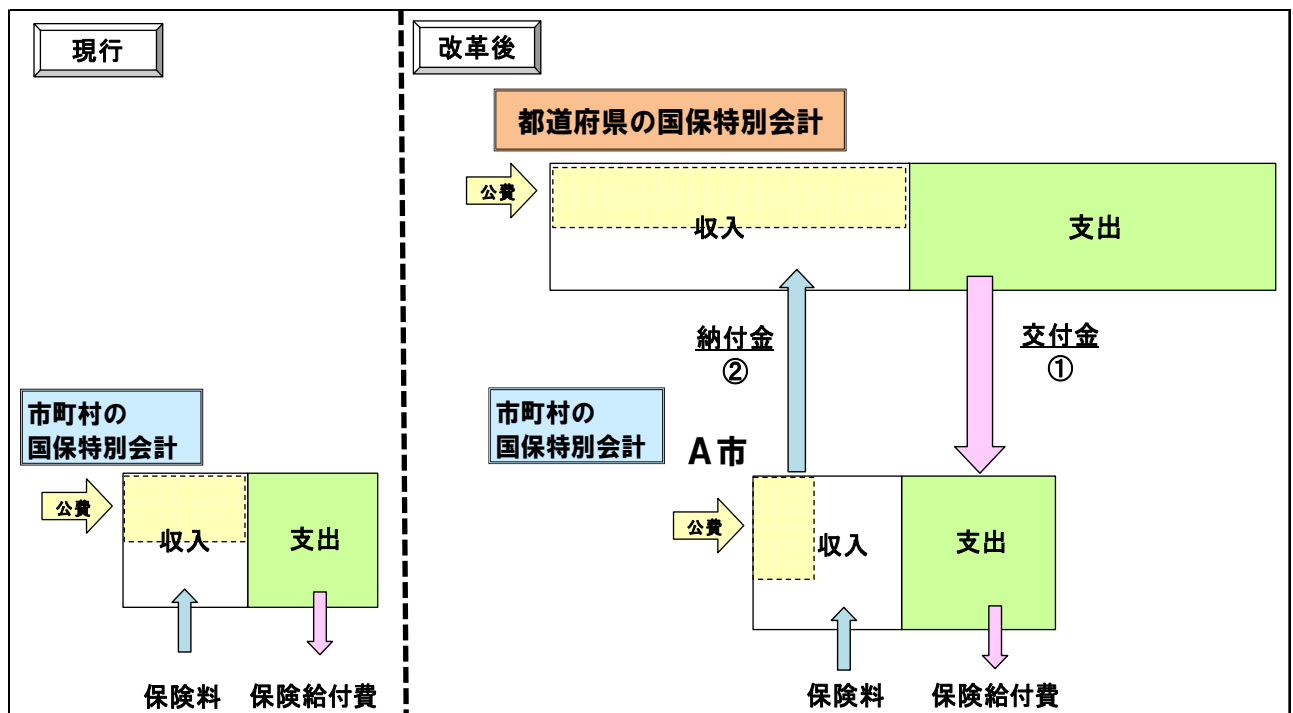 現行
市町村の
国保特別会計
公費
収入
支出
保険料
保険給付費
改革後
都道府県の国保特別会計
公費
収入
支出
納付金
②
交付金
①
市町村の
国保特別会計
A市
公費
収入
支出
保険料
保険給付費